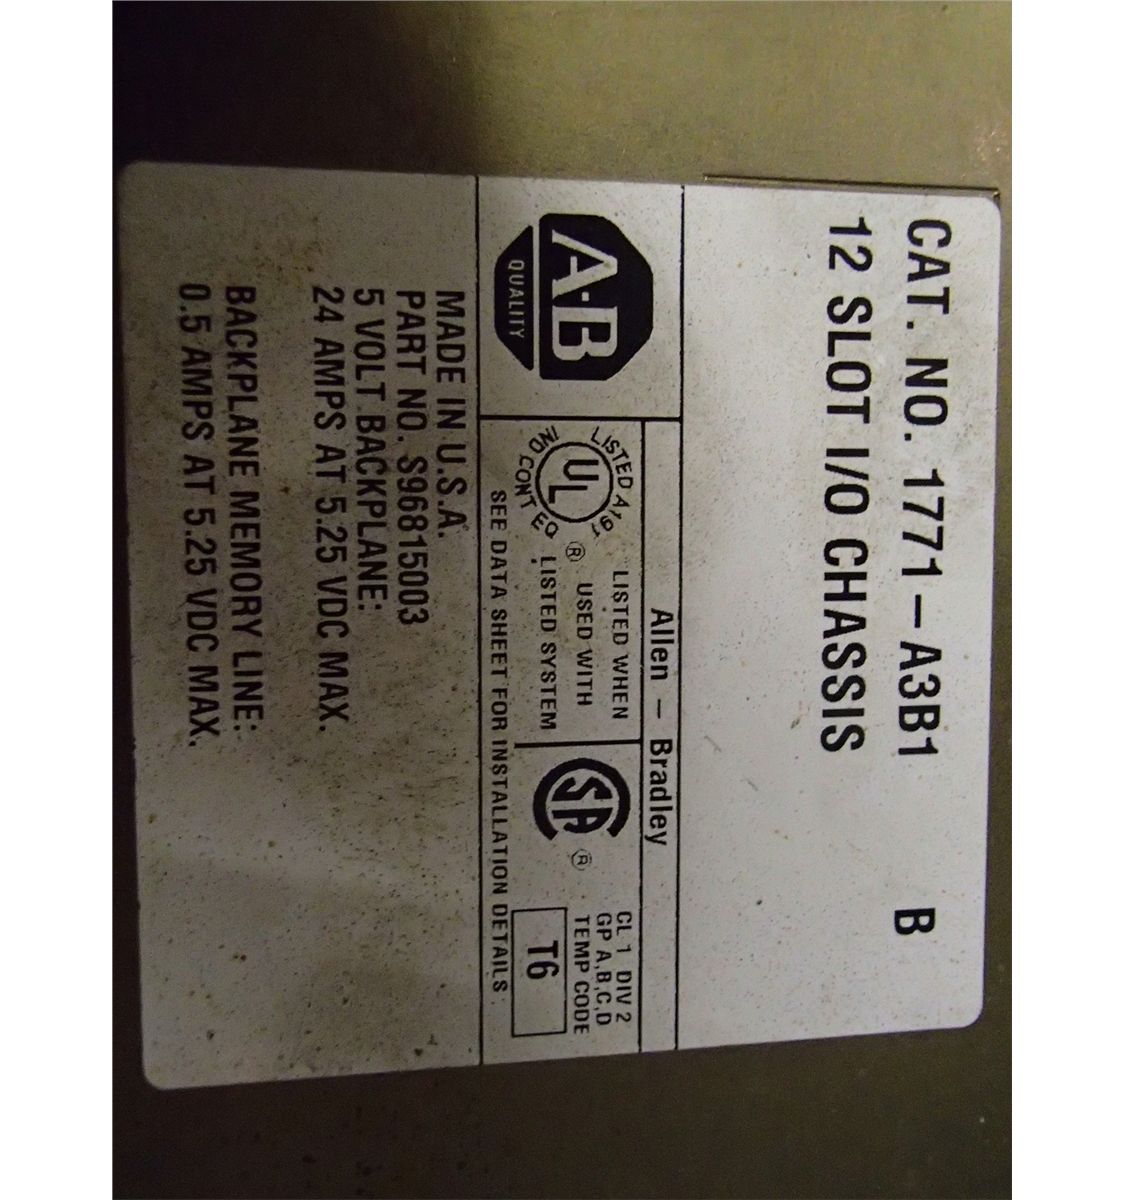 CAT. NO. 1771-A3B1 B
12 SLOT I/O CHASSIS
Allen - Bradley
A-B
QUALITY
LISTED A191
UL
IND. CONT. EQ.
®
LISTED WHEN
USED WITH
LISTED SYSTEM
SA
®
CL 1 DIV 2
GP A,B,C,D
TEMP CODE
T6
SEE DATA SHEET FOR INSTALLATION DETAILS
MADE IN U.S.A.
PART NO. S96815003
5 VOLT BACKPLANE:
24 AMPS AT 5.25 VDC MAX.
BACKPLANE MEMORY LINE:
0.5 AMPS AT 5.25 VDC MAX.